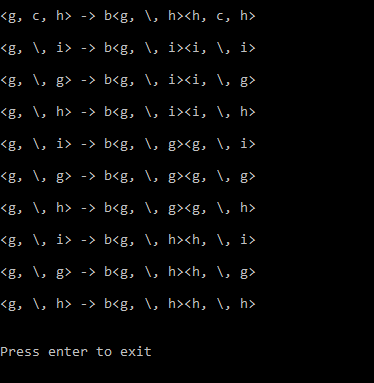 <g, c, h> -> b<g, \, h><h, c, h>
<g, \, i> -> b<g, \, i><i, \, i>
<g, \, g> -> b<g, \, i><i, \, g>
<g, \, h> -> b<g, \, i><i, \, h>
<g, \, i> -> b<g, \, g><g, \, i>
<g, \, g> -> b<g, \, g><g, \, g>
<g, \, h> -> b<g, \, g><g, \, h>
<g, \, i> -> b<g, \, h><h, \, i>
<g, \, g> -> b<g, \, h><h, \, g>
<g, \, h> -> b<g, \, h><h, \, h>
Press enter to exit